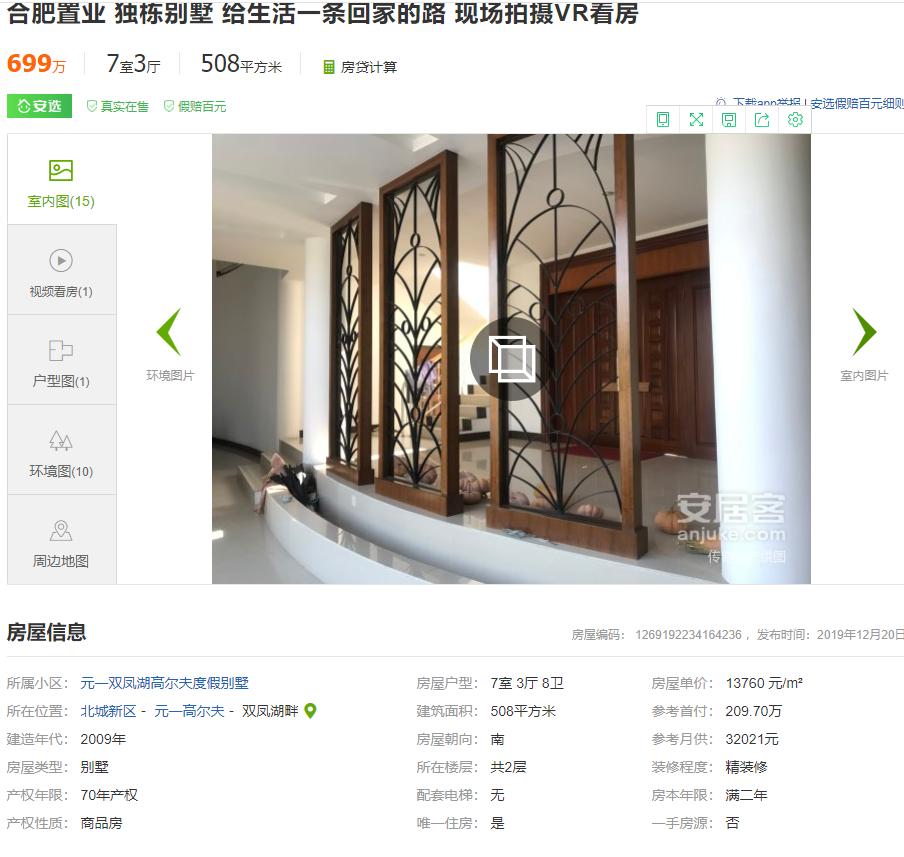 合肥置业 独栋别墅 给生活一条回家的路 现场拍摄VR看房
699万 7室3厅 508平方米 房贷计算
安选 真实在售 假赔百元
下载app举报 | 安选假赔百元细则
室内图(15)
视频看房(1)
户型图(1)
环境图(10)
周边地图
环境图片
室内图片
安居客
anjuke.com
房屋信息
房屋编码： 1269192234164236 ，发布时间：2019年12月20日
所属小区： 元一双凤湖高尔夫度假别墅 房屋户型： 7室 3厅 8卫 房屋单价： 13760 元/m²
所在位置： 北城新区 - 元一高尔夫 - 双凤湖畔 建筑面积： 508平方米 参考首付： 209.70万
建造年代： 2009年 房屋朝向： 南 参考月供： 32021元
房屋类型： 别墅 所在楼层： 共2层 装修程度： 精装修
产权年限： 70年产权 配套电梯： 无 房本年限： 满二年
产权性质： 商品房 唯一住房： 是 一手房源： 否